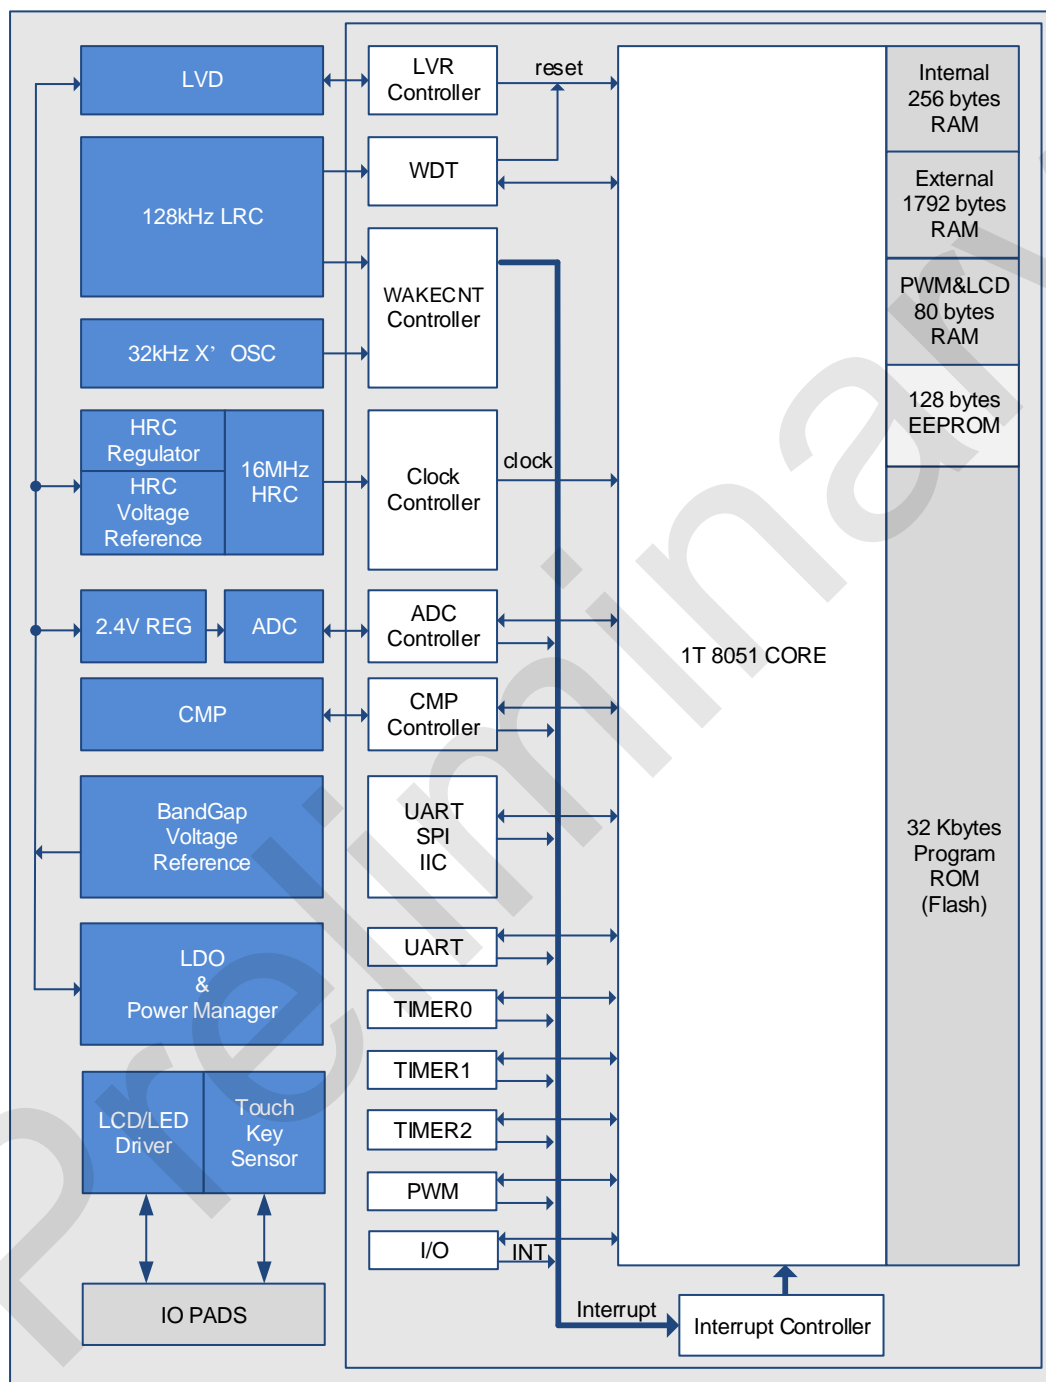 LVD
LVR
Controller
reset
Internal
256 bytes
RAM
128kHz LRC
WDT
External
1792 bytes
RAM
WAKECNT
Controller
PWM&LCD
80 bytes
RAM
32kHz X’ OSC
128 bytes
EEPROM
HRC
Regulator
HRC
Voltage
Reference
16MHz
HRC
Clock
Controller
clock
2.4V REG
ADC
ADC
Controller
1T 8051 CORE
CMP
CMP
Controller
BandGap
Voltage
Reference
UART
SPI
IIC
32 Kbytes
Program
ROM
(Flash)
UART
LDO
&
Power Manager
TIMER0
TIMER1
LCD/LED
Driver
Touch
Key
Sensor
TIMER2
PWM
I/O
INT
IO PADS
Interrupt
Interrupt Controller
Preliminary